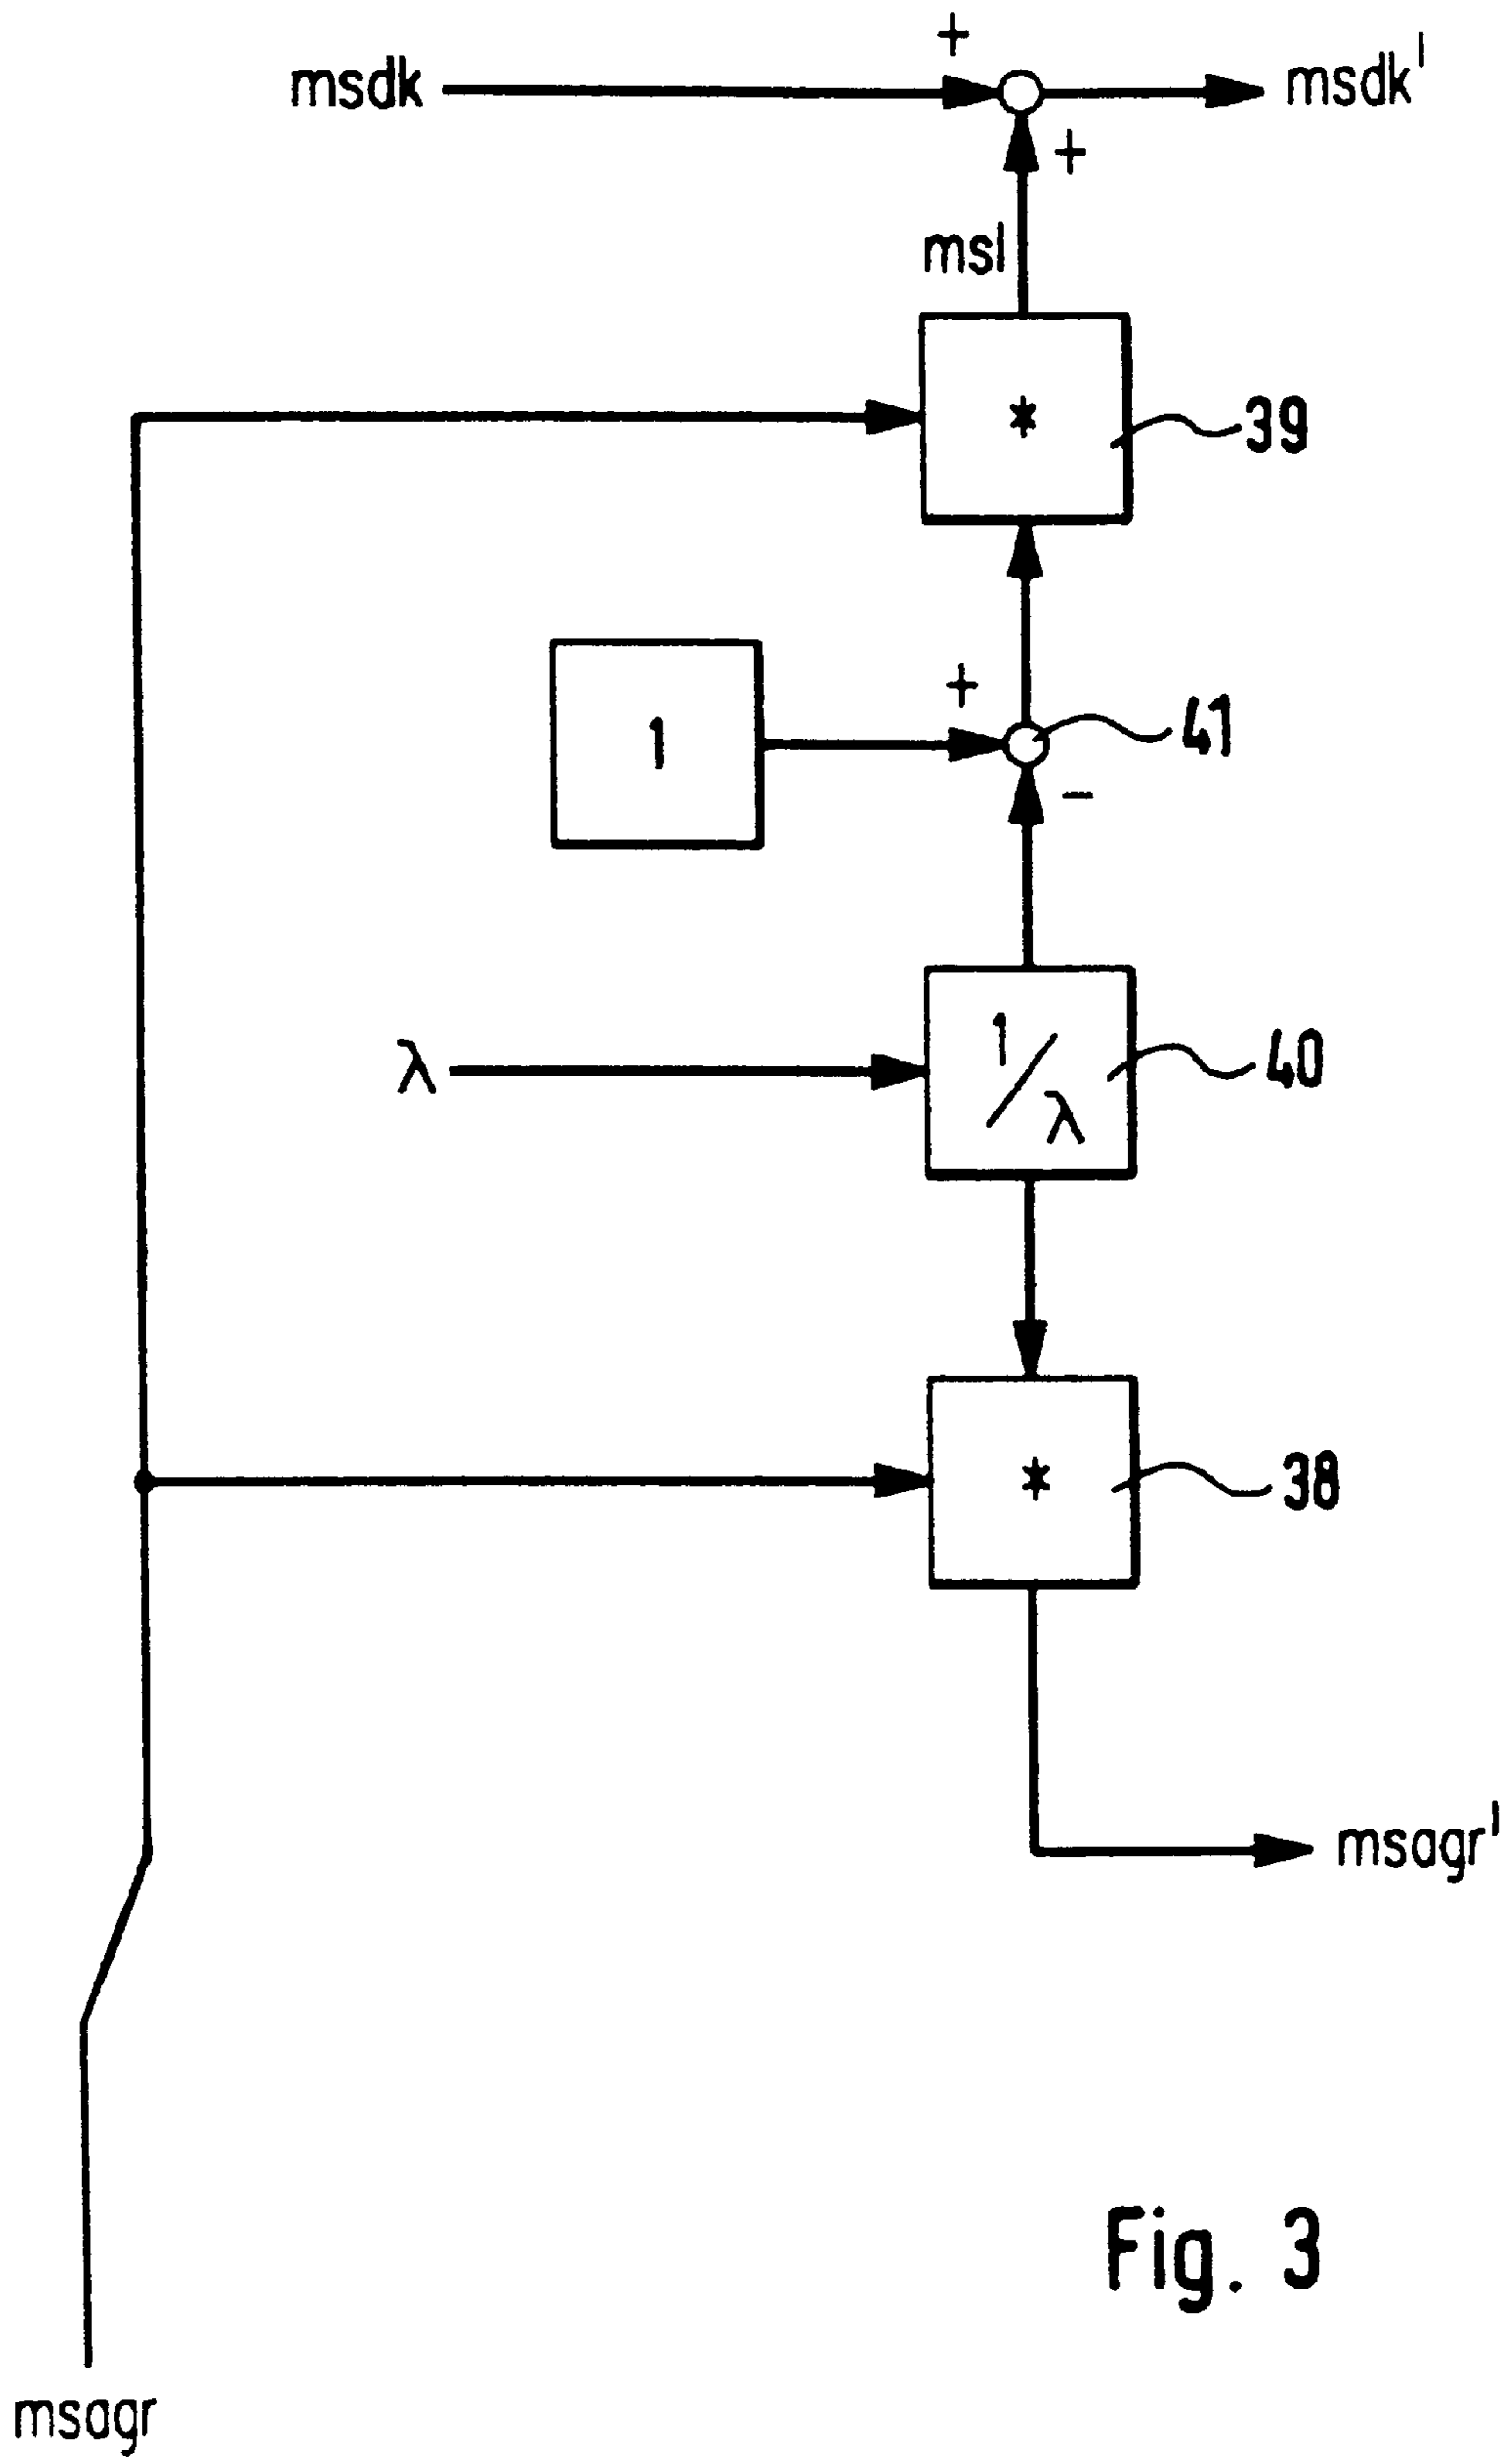 msdk + msdk'
+
msl
* 39
1 + 41
-
λ 1/λ 40
* 38
msagr'
Fig. 3
msagr